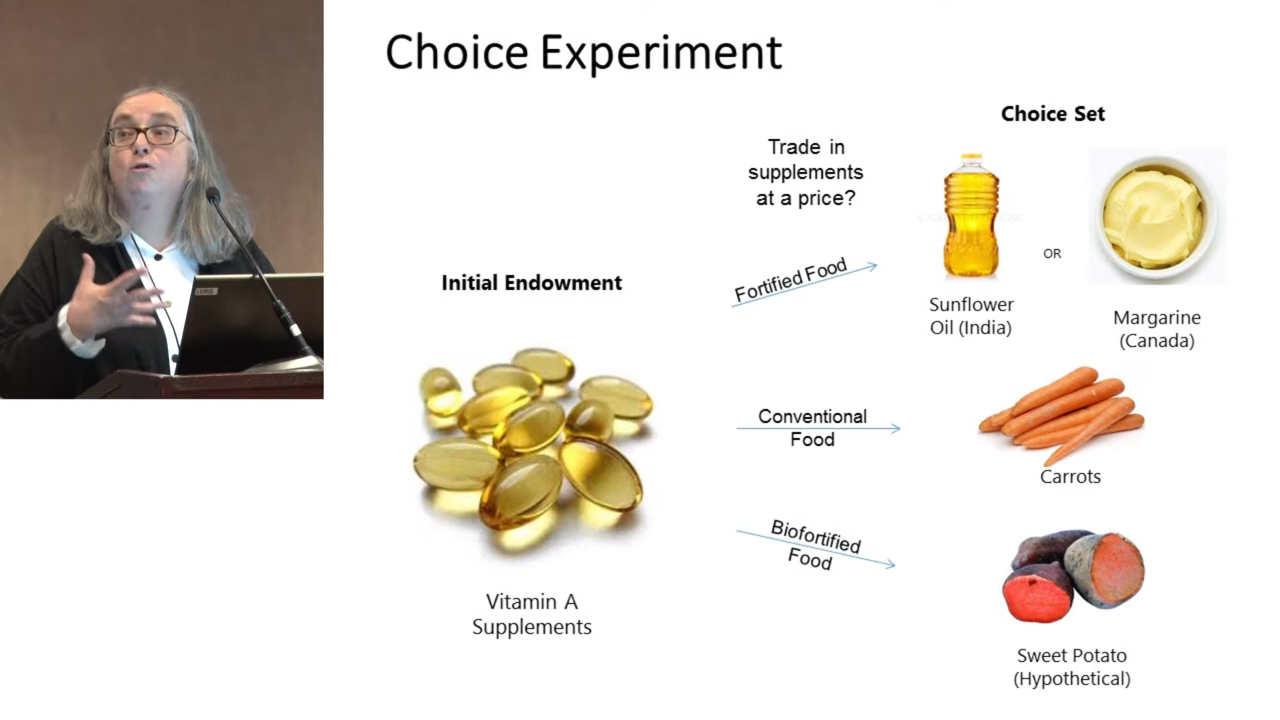 Choice Experiment
Choice Set
Trade in
supplements
at a price?
Initial Endowment
Fortified Food
OR
Sunflower
Oil (India)
Margarine
(Canada)
Conventional
Food
Carrots
Biofortified
Food
Vitamin A
Supplements
Sweet Potato
(Hypothetical)